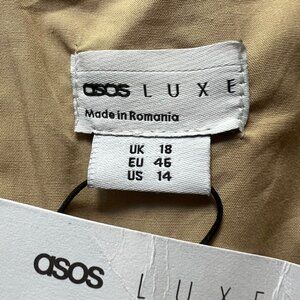 asos LUXE
Made in Romania
UK 18
EU 46
US 14
asos LUXE